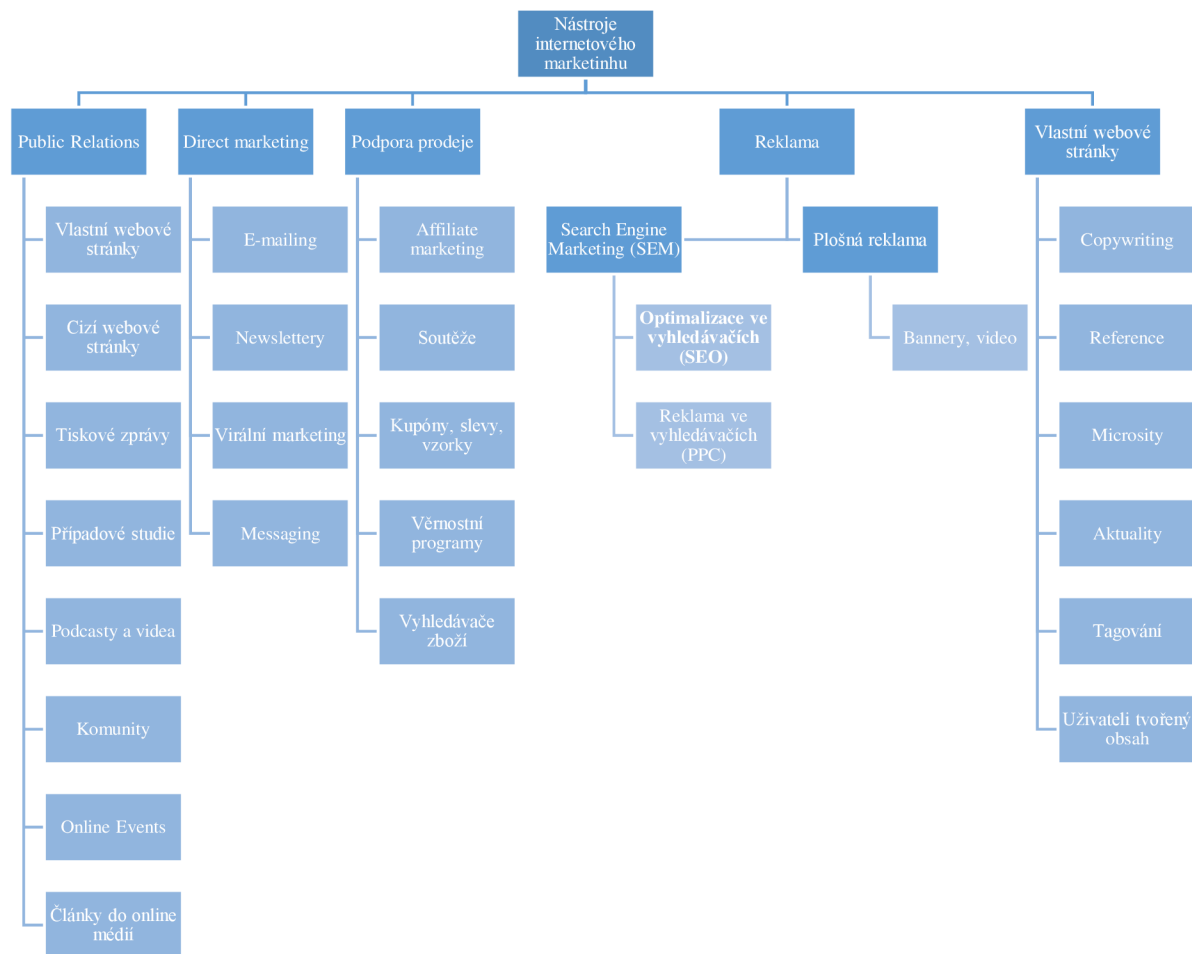 Nástroje
internetového
marketinhu
Public Relations
Direct marketing
Podpora prodeje
Reklama
Vlastní webové
stránky
Vlastní webové
stránky
Cizí webové
stránky
Tiskové zprávy
Případové studie
Podcasty a videa
Komunity
Online Events
Články do online
médií
E-mailing
Newslettery
Virální marketing
Messaging
Affiliate
marketing
Soutěže
Kupóny, slevy,
vzorky
Věrnostní
programy
Vyhledávače
zboží
Search Engine
Marketing (SEM)
Optimalizace ve
vyhledávačích
(SEO)
Reklama ve
vyhledávačích
(PPC)
Plošná reklama
Bannery, video
Copywriting
Reference
Microsity
Aktuality
Tagování
Uživateli tvořený
obsah